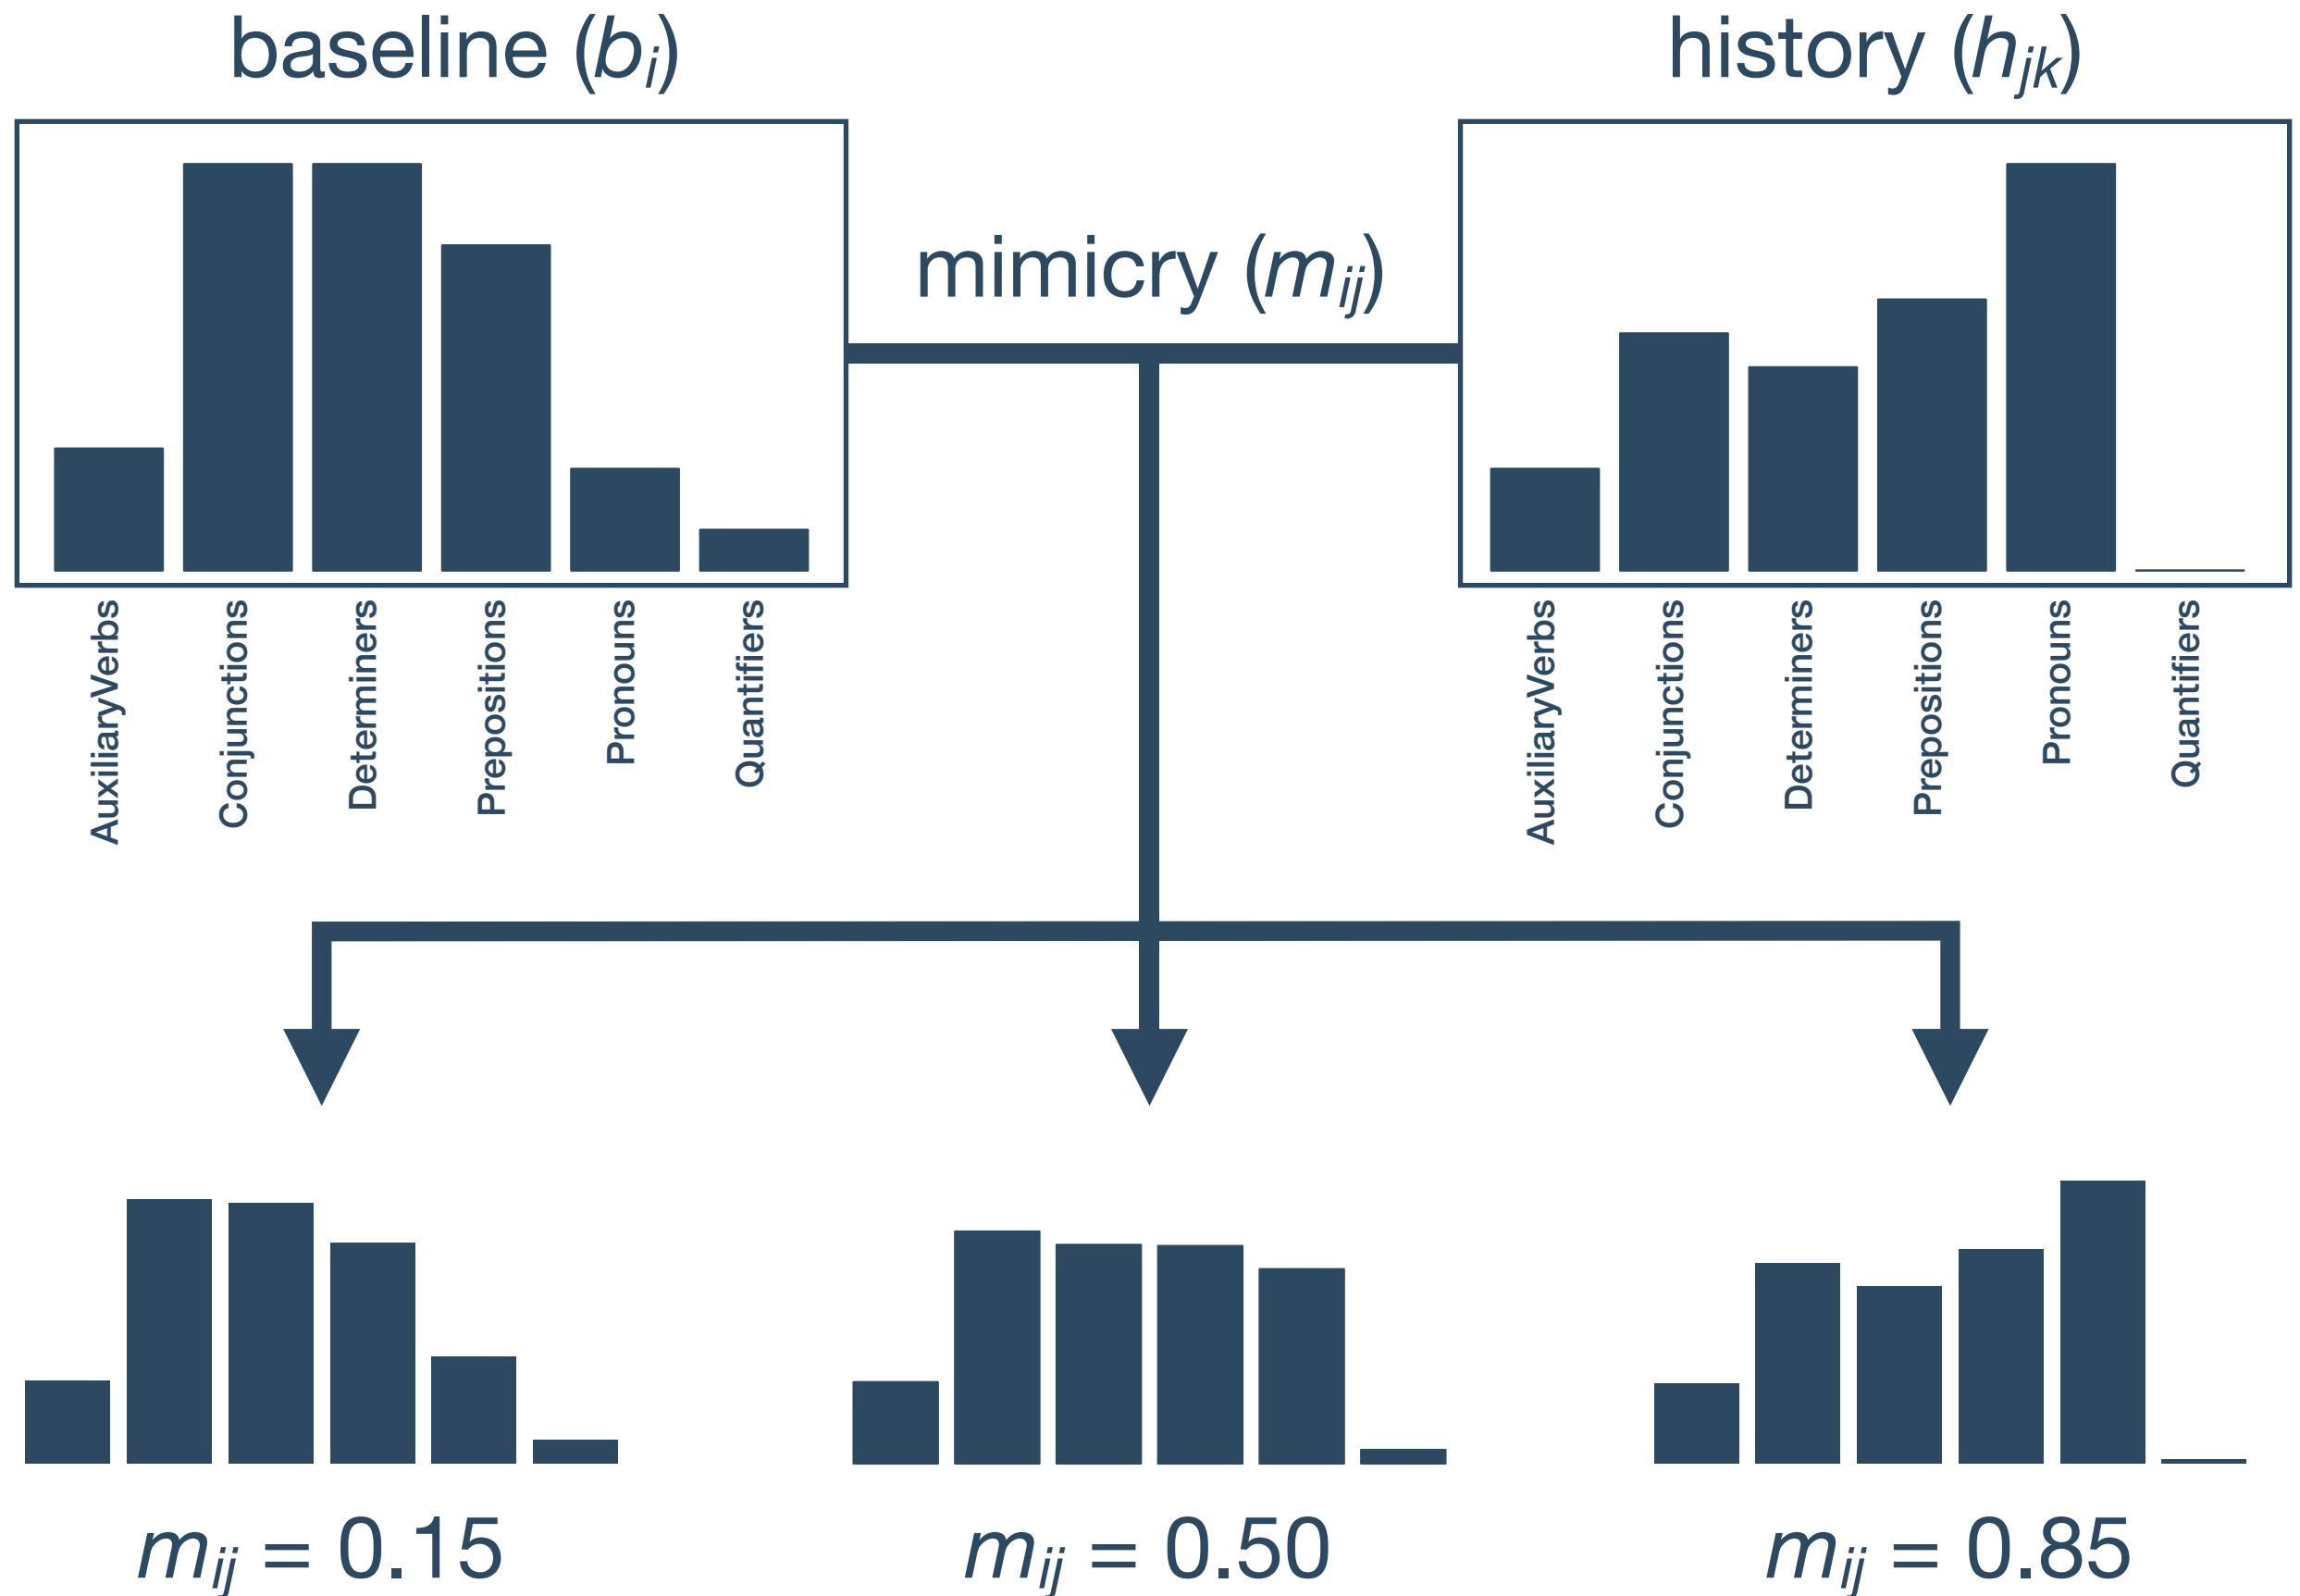 baseline (bi)
history (hjk)
mimicry (mij)
AuxiliaryVerbs
Conjunctions
Determiners
Prepositions
Pronouns
Quantifiers
AuxiliaryVerbs
Conjunctions
Determiners
Prepositions
Pronouns
Quantifiers
mij = 0.15
mij = 0.50
mij = 0.85